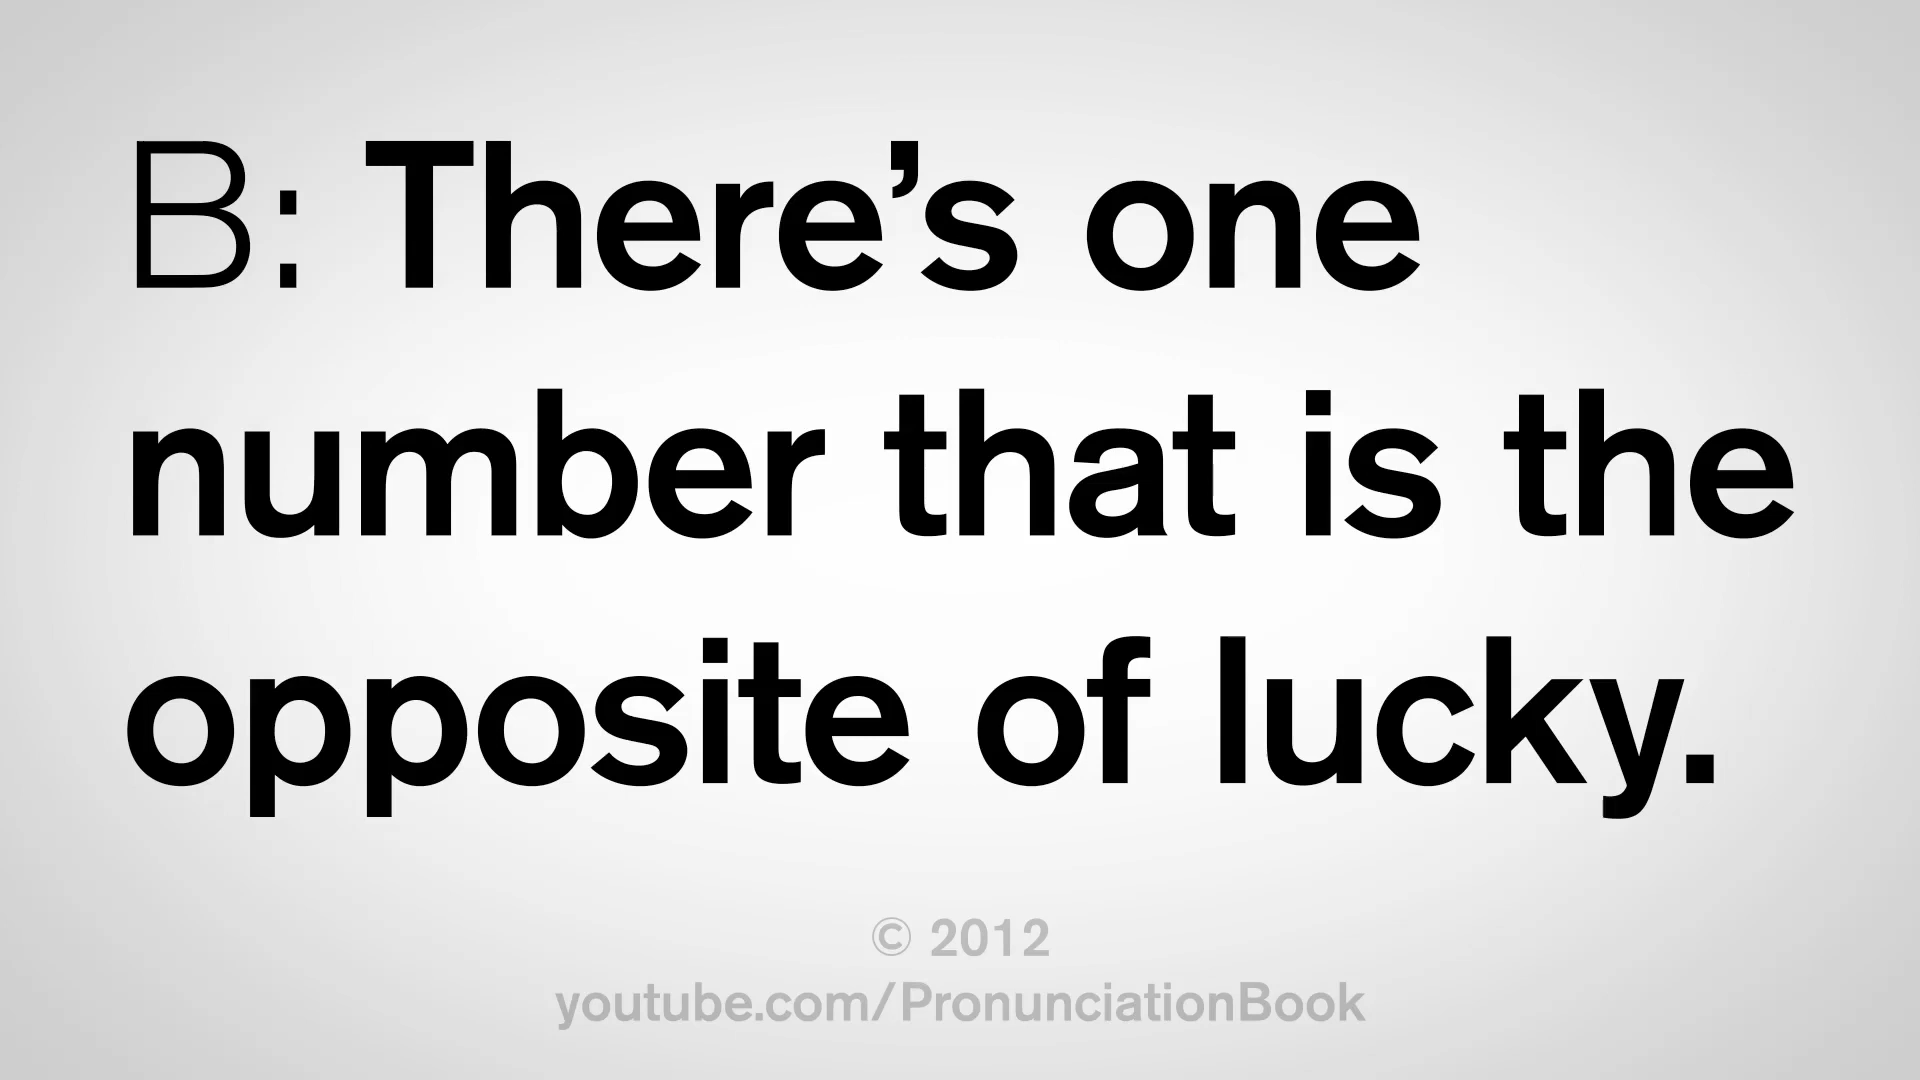 B: There’s one
number that is the
opposite of lucky.
© 2012
youtube.com/PronunciationBook